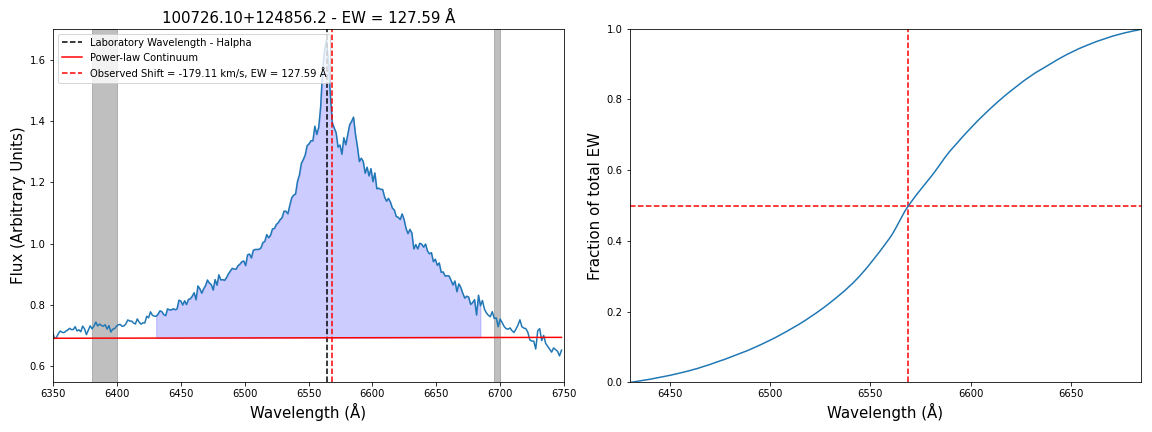 100726.10+124856.2 - EW = 127.59 Å
Laboratory Wavelength - Halpha
Power-law Continuum
Observed Shift = -179.11 km/s, EW = 127.59 Å
Flux (Arbitrary Units)
1.6
1.4
1.2
1.0
0.8
0.6
6350 6400 6450 6500 6550 6600 6650 6700 6750
Wavelength (Å)
Fraction of total EW
1.0
0.8
0.6
0.4
0.2
0.0
6450 6500 6550 6600 6650
Wavelength (Å)